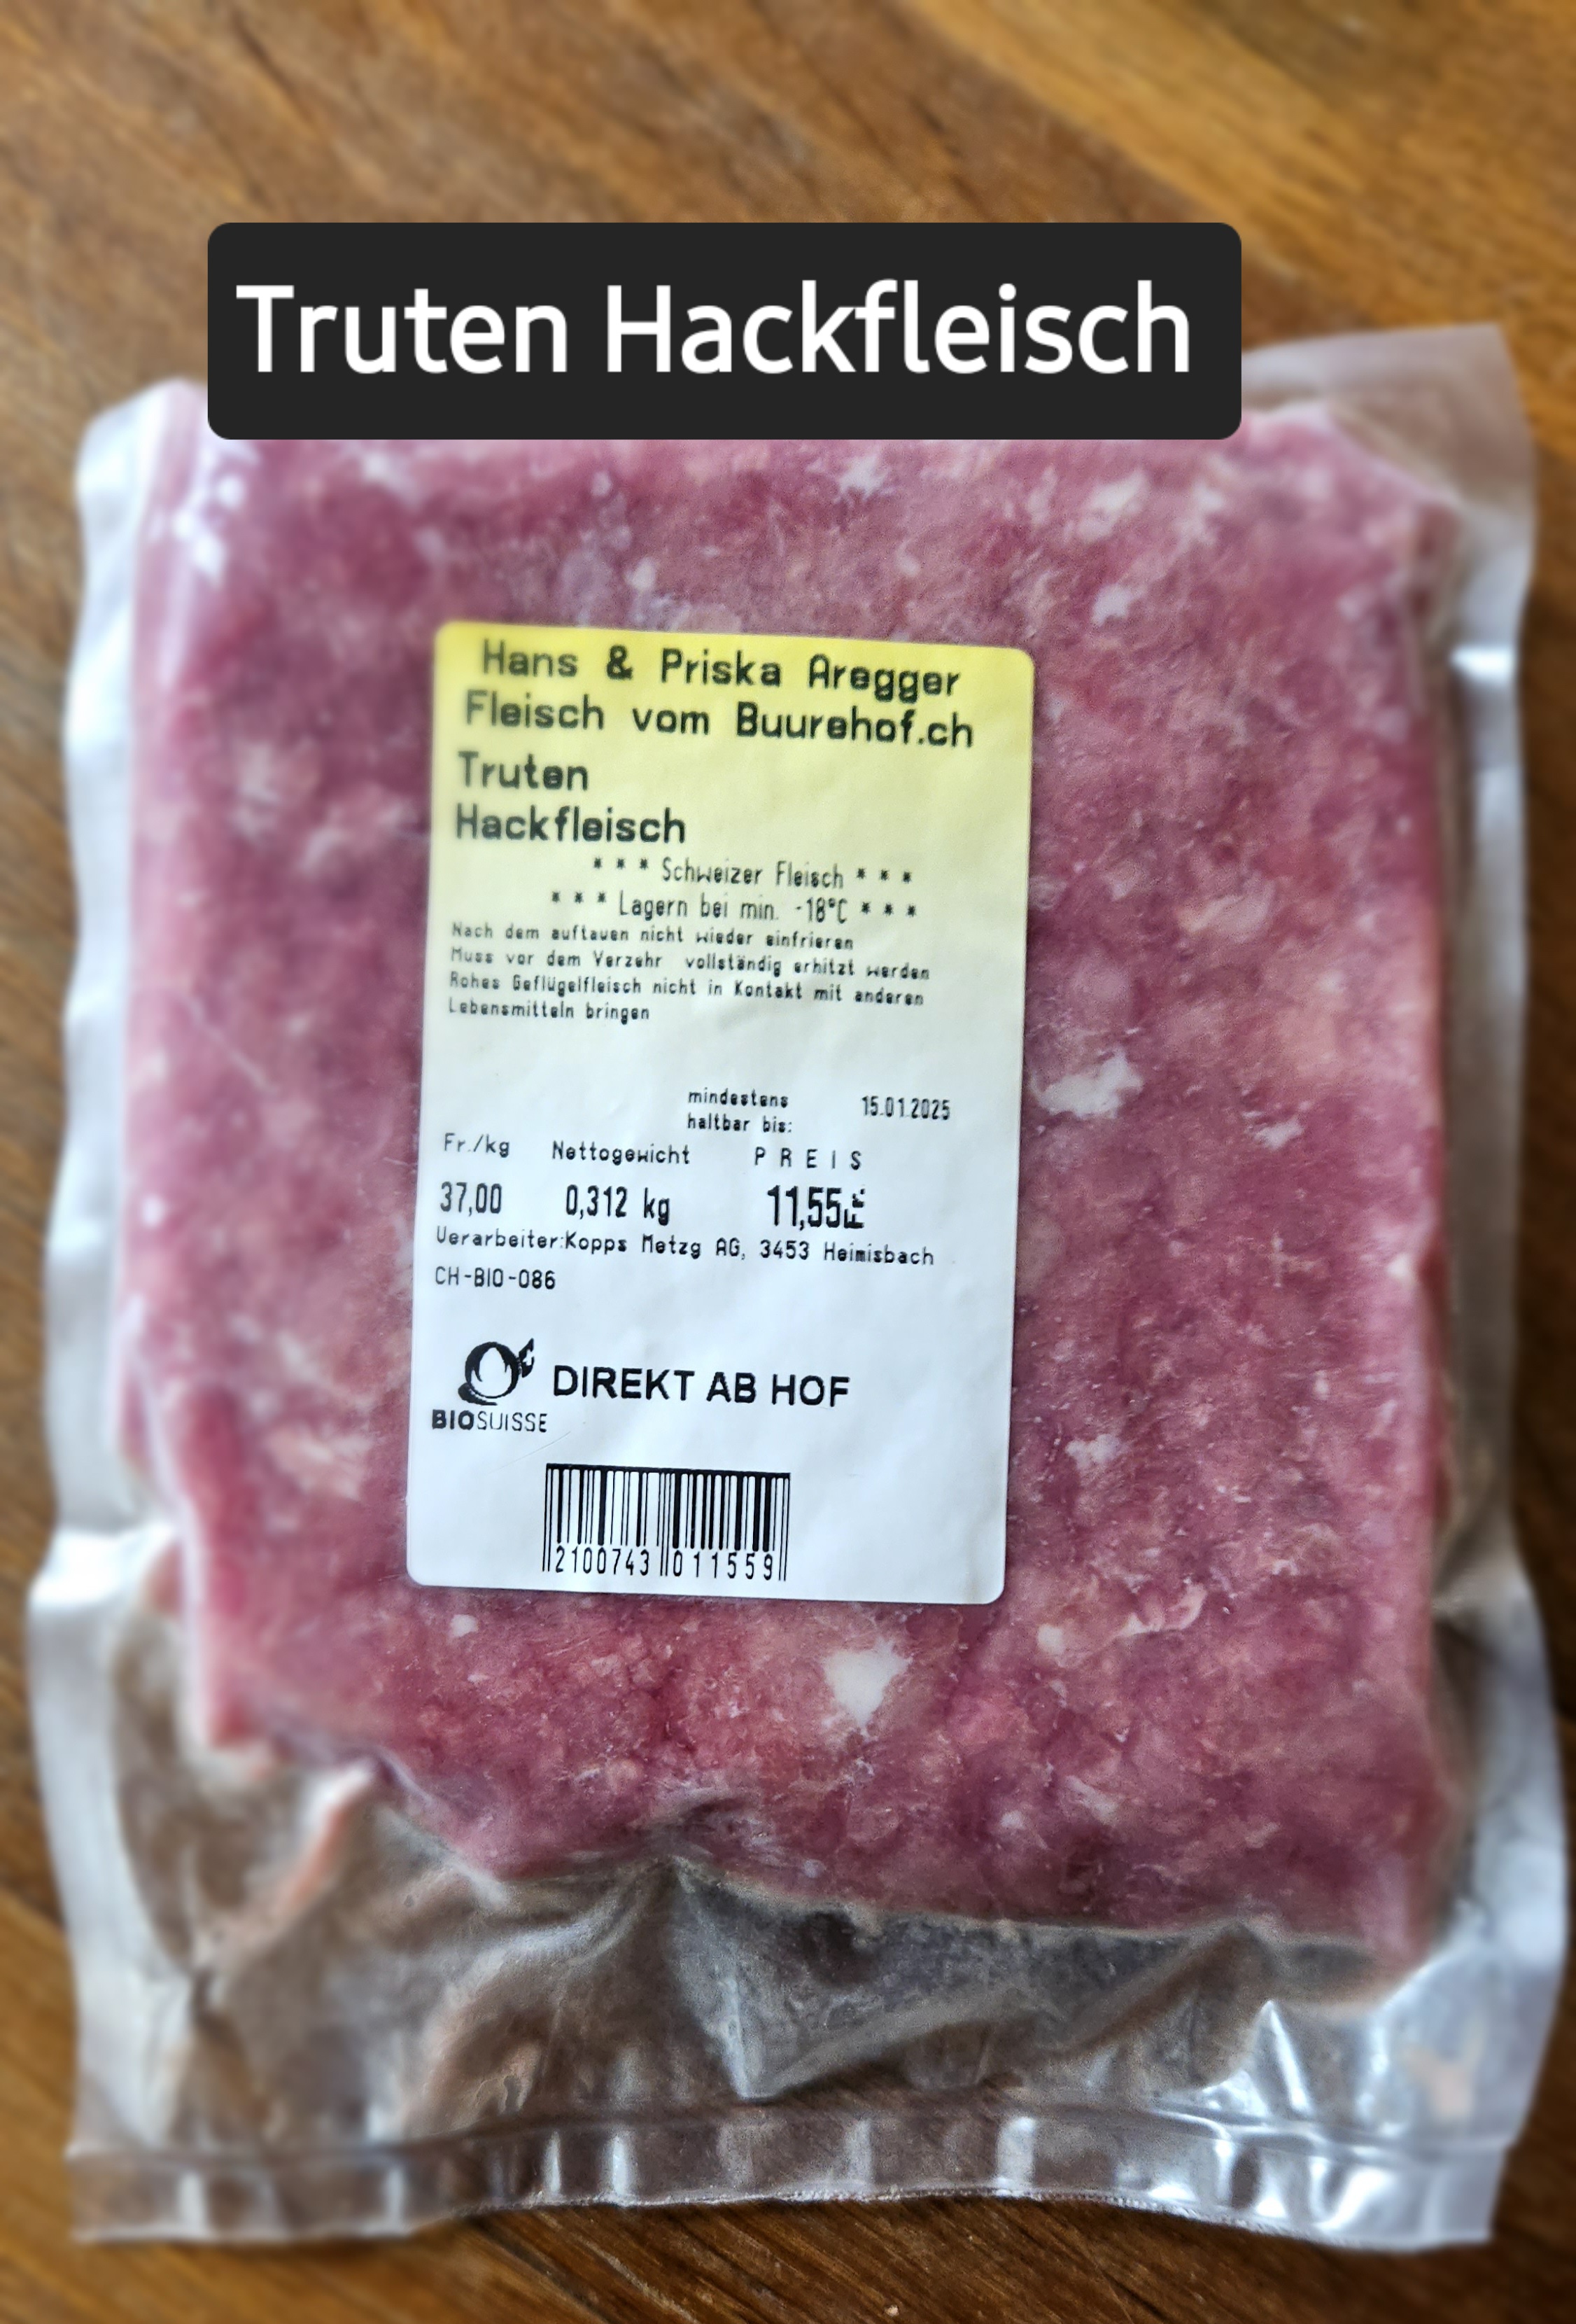 Truten Hackfleisch
Hans & Priska Aregger
Fleisch vom Buurehof.ch
Truten
Hackfleisch
* * * Schweizer Fleisch * * *
* * * Lagern bei min. -18°C * * *
Nach dem auftauen nicht wieder einfrieren
Muss vor dem Verzehr vollständig erhitzt werden
Rohes Geflügelfleisch nicht in Kontakt mit anderen
Lebensmitteln bringen
mindestens
haltbar bis: 15.01.2025
Fr./kg Nettogewicht PREIS
37,00 0,312 kg 11,55 Fr.
Verarbeiter:Kopps Metzg AG, 3453 Heimisbach
CH-BIO-086
BIOSUISSE DIREKT AB HOF
2100743 011559